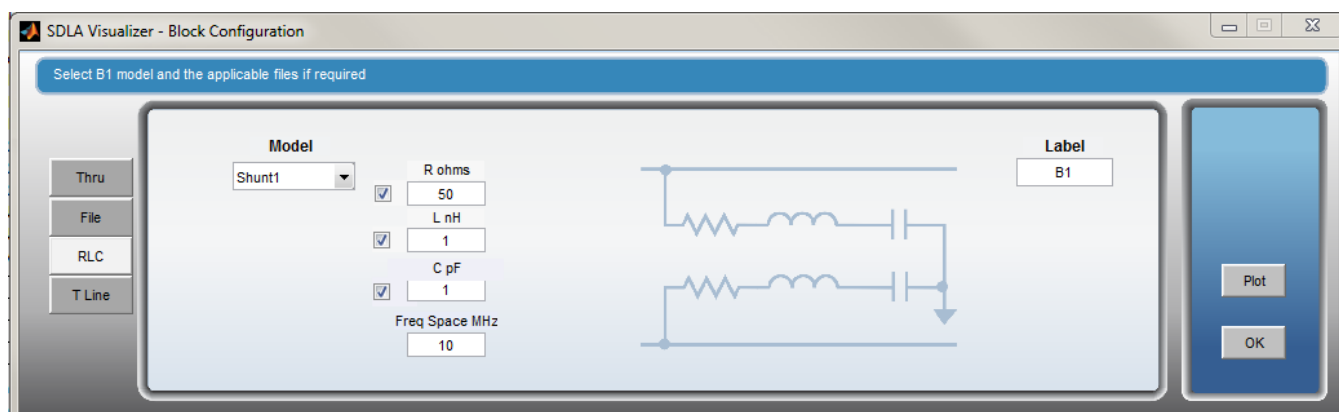 SDLA Visualizer - Block Configuration
Select B1 model and the applicable files if required
Thru
File
RLC
T Line
Model
Shunt1
R ohms
50
L nH
1
C pF
1
Freq Space MHz
10
Label
B1
Plot
OK